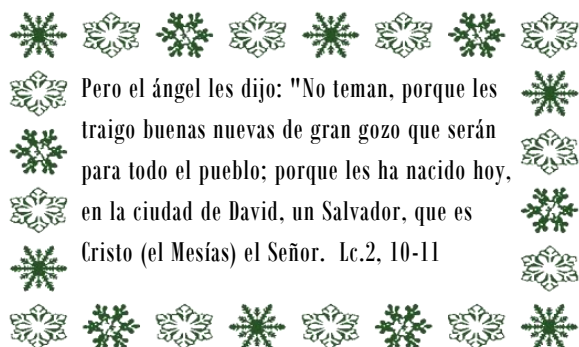 Pero el ángel les dijo: "No teman, porque les
traigo buenas nuevas de gran gozo que serán
para todo el pueblo; porque les ha nacido hoy,
en la ciudad de David, un Salvador, que es
Cristo (el Mesías) el Señor.  Lc.2, 10-11